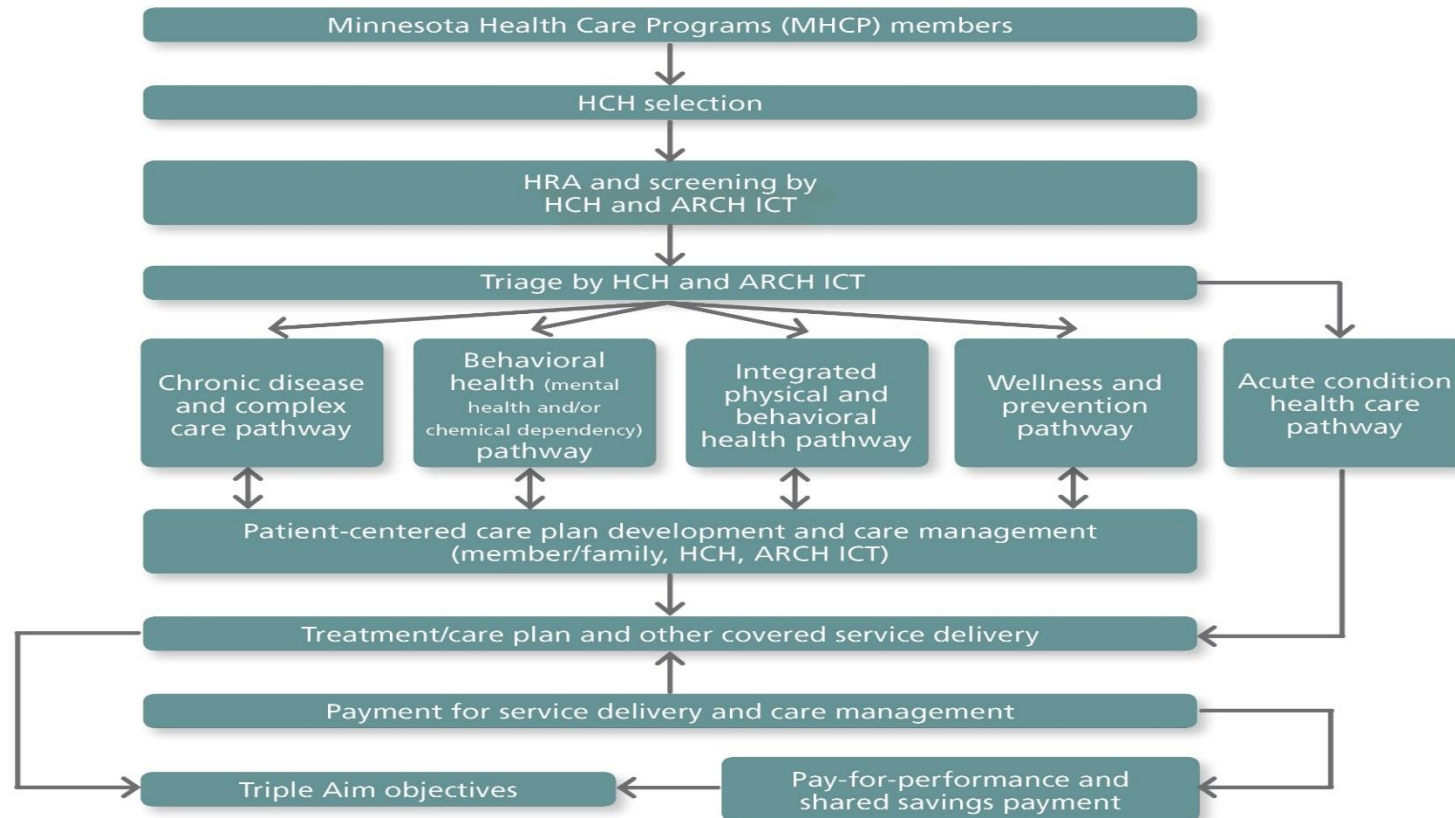 Minnesota Health Care Programs (MHCP) members
HCH selection
HRA and screening by
HCH and ARCH ICT
Triage by HCH and ARCH ICT
Chronic disease
and complex
care pathway
Behavioral
health (mental
health and/or
chemical dependency)
pathway
Integrated
physical and
behavioral
health pathway
Wellness and
prevention
pathway
Acute condition
health care
pathway
Patient-centered care plan development and care management
(member/family, HCH, ARCH ICT)
Treatment/care plan and other covered service delivery
Payment for service delivery and care management
Triple Aim objectives
Pay-for-performance and
shared savings payment